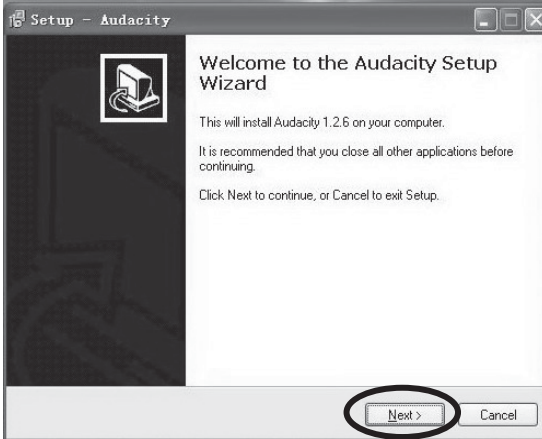 Setup - Audacity
Welcome to the Audacity Setup
Wizard
This will install Audacity 1.2.6 on your computer.
It is recommended that you close all other applications before
continuing.
Click Next to continue, or Cancel to exit Setup.
Next >
Cancel